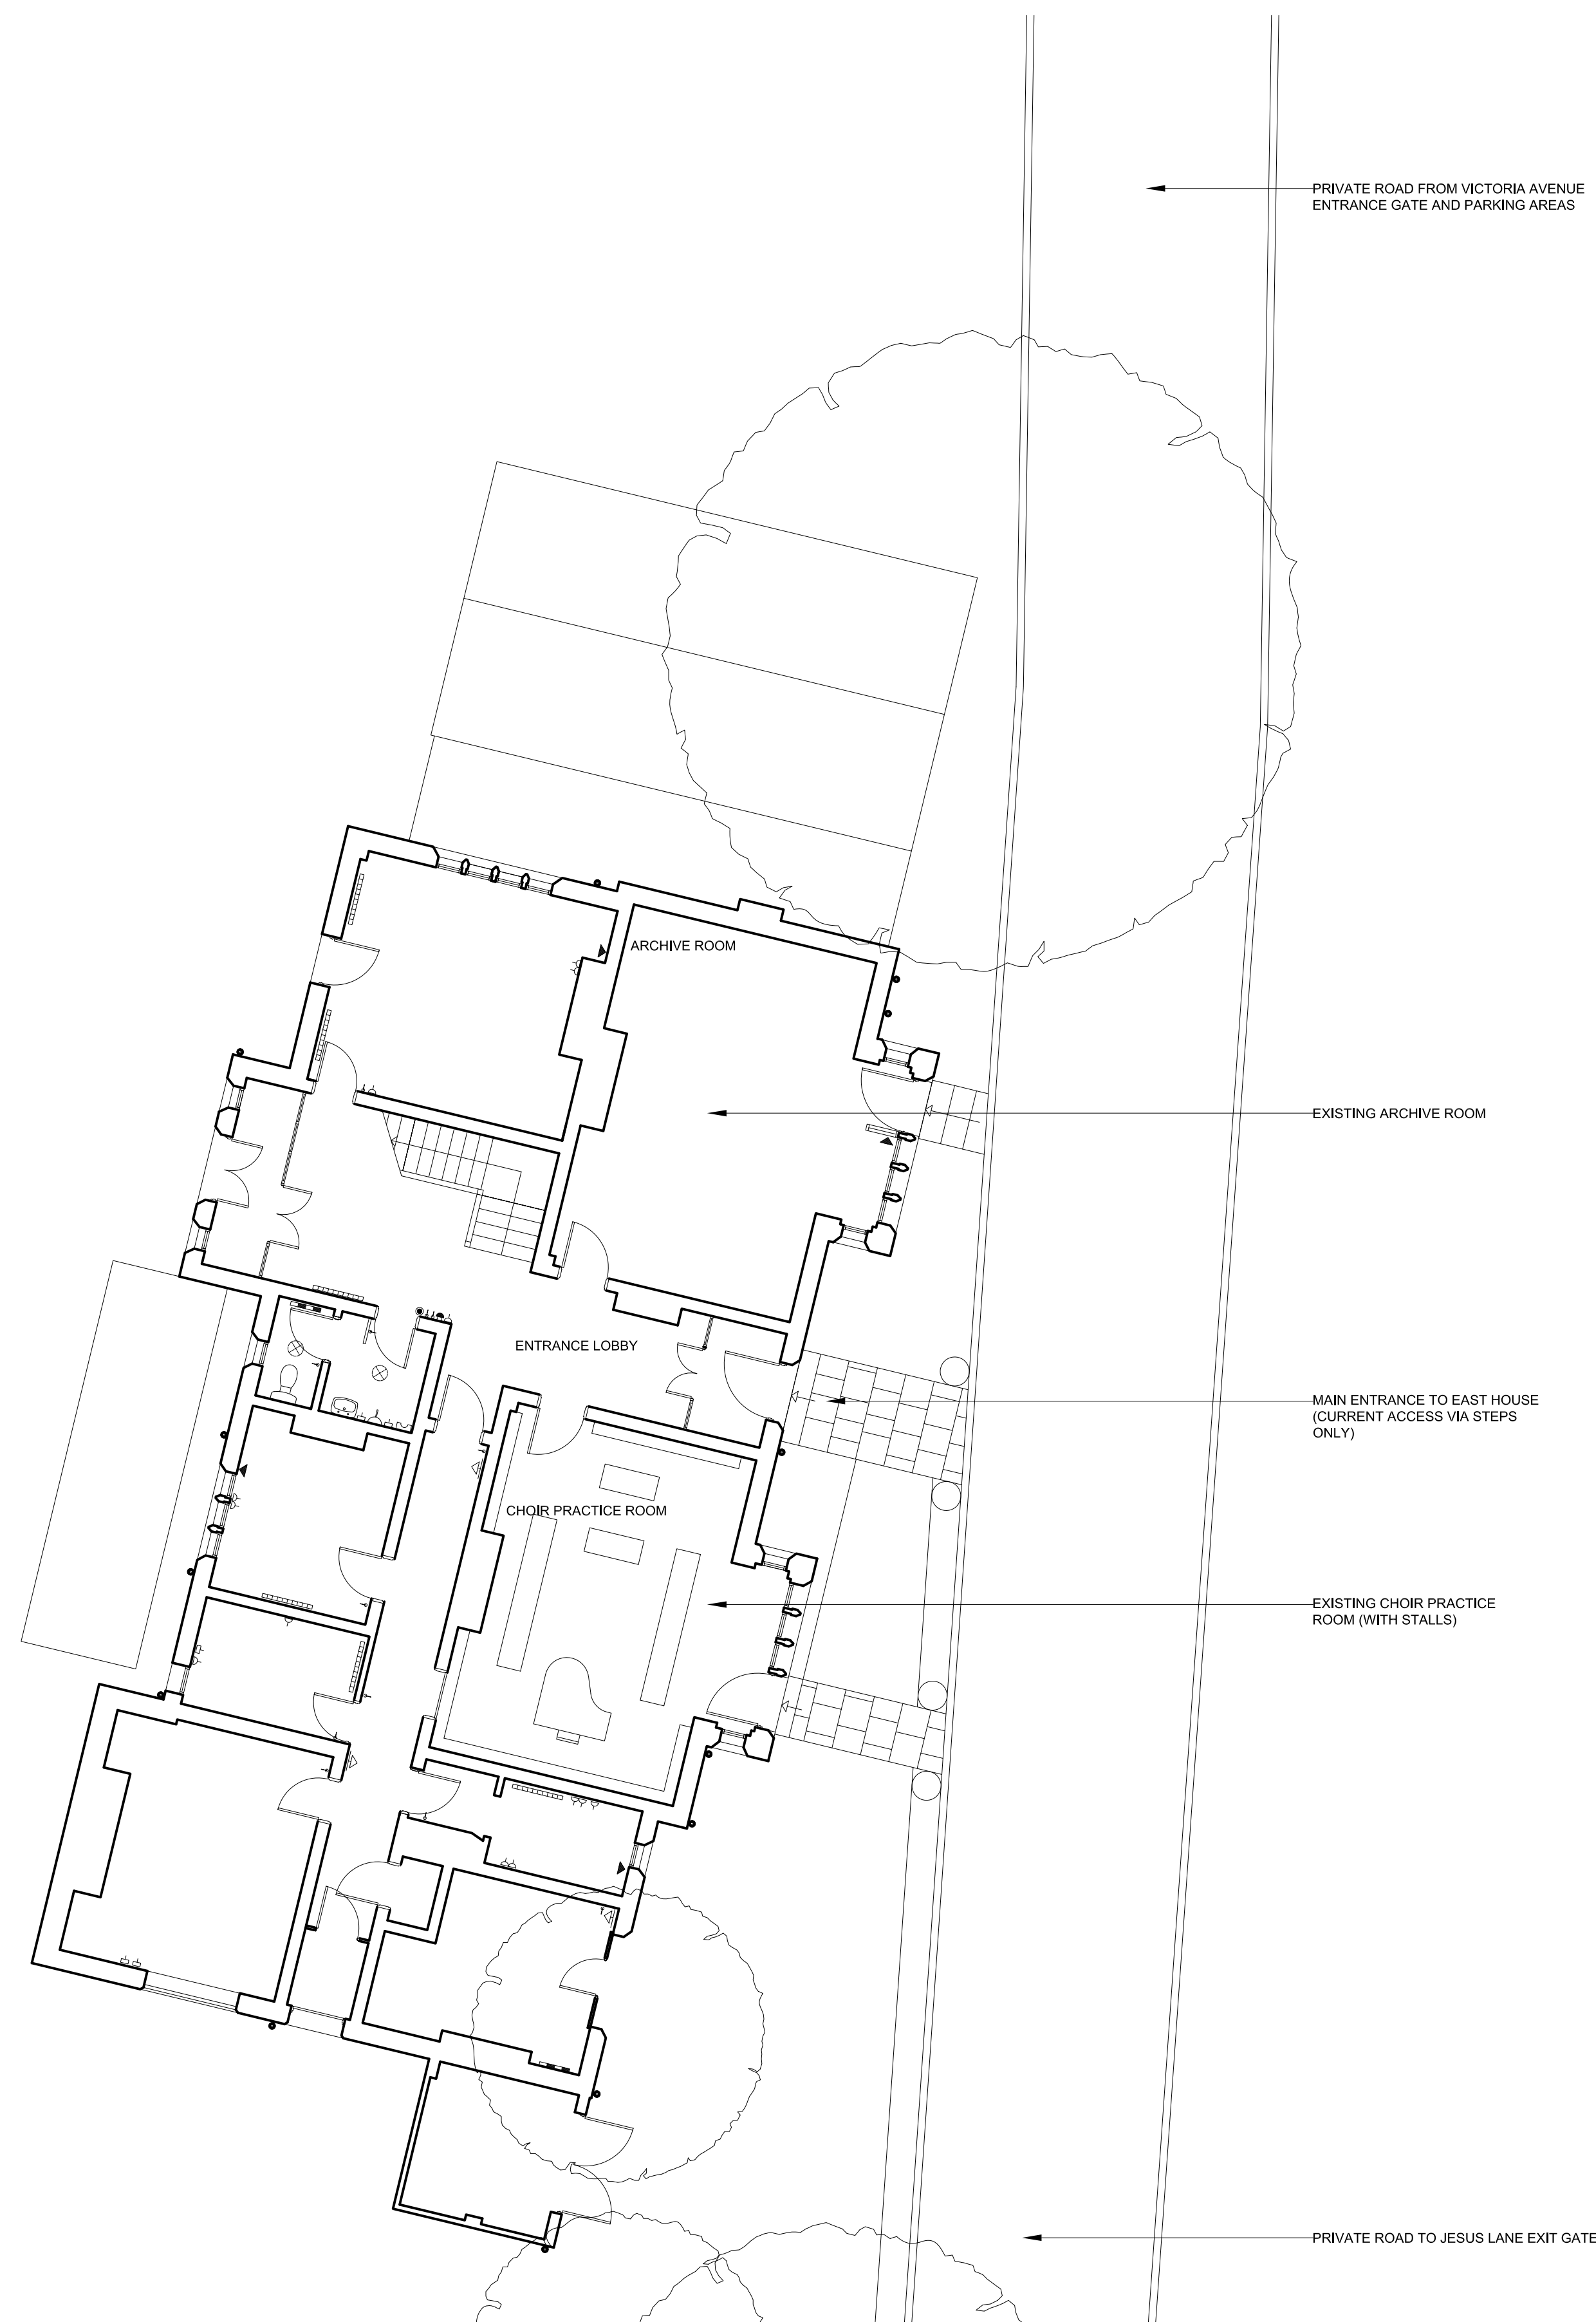 PRIVATE ROAD FROM VICTORIA AVENUE
ENTRANCE GATE AND PARKING AREAS
ARCHIVE ROOM
EXISTING ARCHIVE ROOM
ENTRANCE LOBBY
MAIN ENTRANCE TO EAST HOUSE
(CURRENT ACCESS VIA STEPS
ONLY)
CHOIR PRACTICE ROOM
EXISTING CHOIR PRACTICE
ROOM (WITH STALLS)
PRIVATE ROAD TO JESUS LANE EXIT GATE